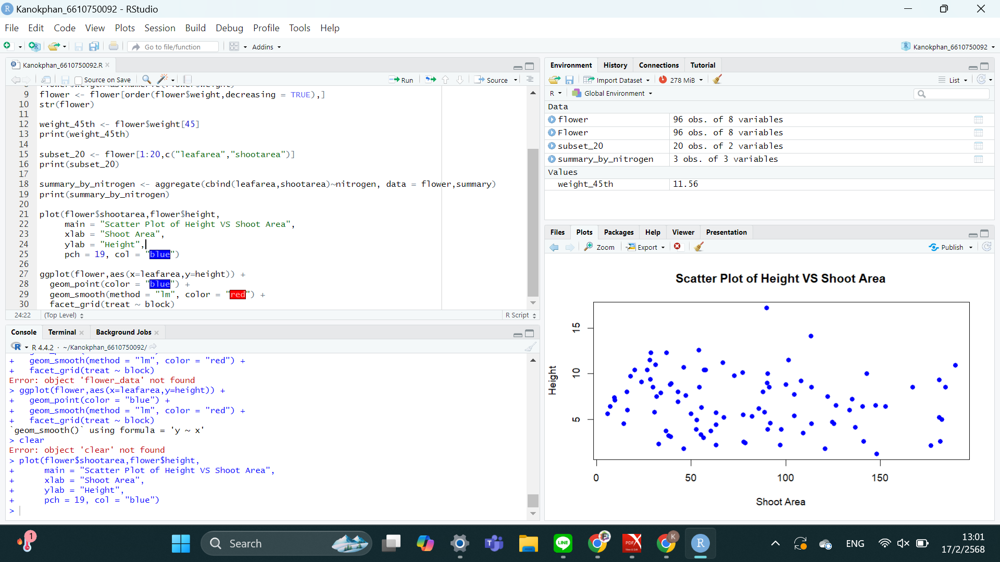 Kanokphan_6610750092 - RStudio
File Edit Code View Plots Session Build Debug Profile Tools Help
Go to file/function
Addins
Kanokphan_6610750092
Kanokphan_6610750092.R
Source on Save
Run
Source
9 flower <- flower[order(flower$weight,decreasing = TRUE),]
10 str(flower)
11
12 weight_45th <- flower$weight[45]
13 print(weight_45th)
14
15 subset_20 <- flower[1:20,c("leafarea","shootarea")]
16 print(subset_20)
17
18 summary_by_nitrogen <- aggregate(cbind(leafarea,shootarea)~nitrogen, data = flower,summary)
19 print(summary_by_nitrogen)
20
21 plot(flower$shootarea,flower$height,
22 main = "Scatter Plot of Height VS Shoot Area",
23 xlab = "Shoot Area",
24 ylab = "Height",
25 pch = 19, col = "blue")
26
27 ggplot(flower,aes(x=leafarea,y=height)) +
28 geom_point(color = "blue") +
29 geom_smooth(method = "lm", color = "red") +
30 facet_grid(treat ~ block)
24:22 (Top Level) R Script
Console Terminal Background Jobs
R 4.4.2 · ~/Kanokphan_6610750092/
+ geom_smooth(method = "lm", color = "red") +
+ facet_grid(treat ~ block)
Error: object 'flower_data' not found
> ggplot(flower,aes(x=leafarea,y=height)) +
+ geom_point(color = "blue") +
+ geom_smooth(method = "lm", color = "red") +
+ facet_grid(treat ~ block)
`geom_smooth()` using formula = 'y ~ x'
> clear
Error: object 'clear' not found
> plot(flower$shootarea,flower$height,
+ main = "Scatter Plot of Height VS Shoot Area",
+ xlab = "Shoot Area",
+ ylab = "Height",
+ pch = 19, col = "blue")
>
Environment History Connections Tutorial
Import Dataset 278 MiB List
R Global Environment
Data
flower 96 obs. of 8 variables
Flower 96 obs. of 8 variables
subset_20 20 obs. of 2 variables
summary_by_nitrogen 3 obs. of 3 variables
Values
weight_45th 11.56
Files Plots Packages Help Viewer Presentation
Zoom Export Publish
Scatter Plot of Height VS Shoot Area
Height
15
10
5
0 50 100 150
Shoot Area
1
Search
LINE
PDF
K
R
ENG
13:01
17/2/2568